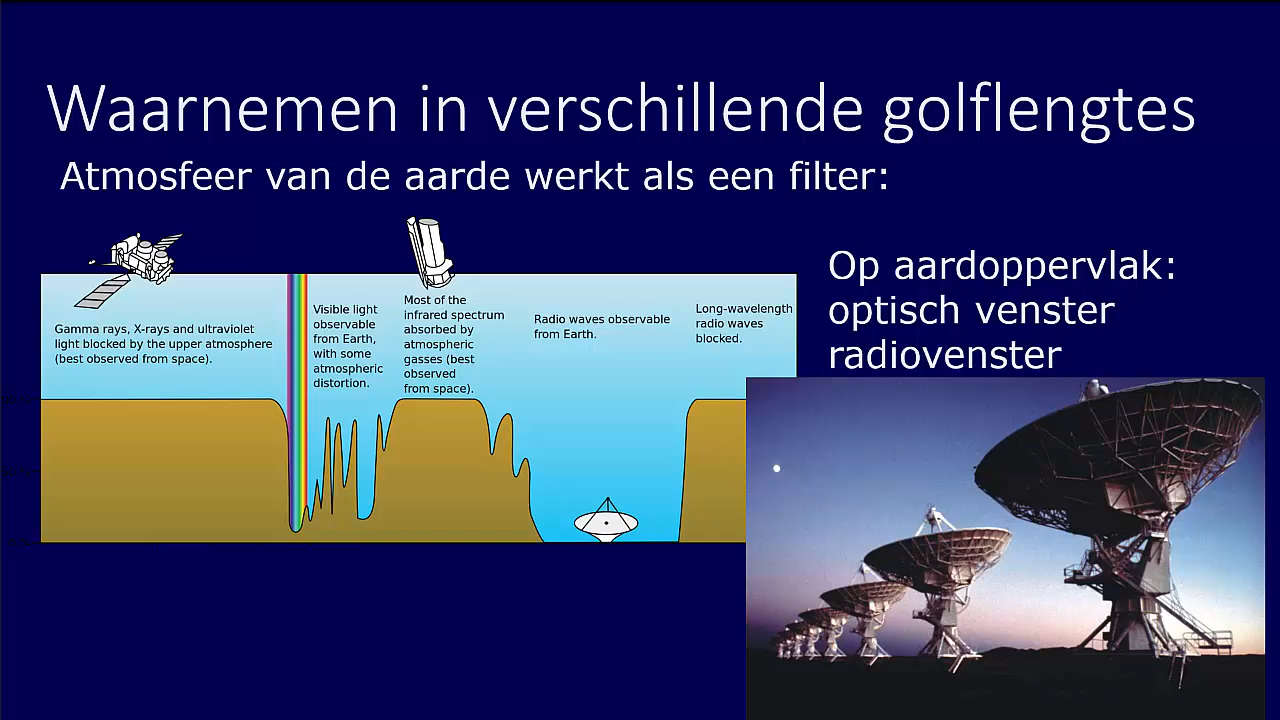 Waarnemen in verschillende golflengtes
Atmosfeer van de aarde werkt als een filter:
Op aardoppervlak:
optisch venster
radiovenster
Gamma rays, X-rays and ultraviolet
light blocked by the upper atmosphere
(best observed from space).
Visible light
observable
from Earth,
with some
atmospheric
distortion.
Most of the
infrared spectrum
absorbed by
atmospheric
gasses (best
observed
from space).
Radio waves observable
from Earth.
Long-wavelength
radio waves
blocked.